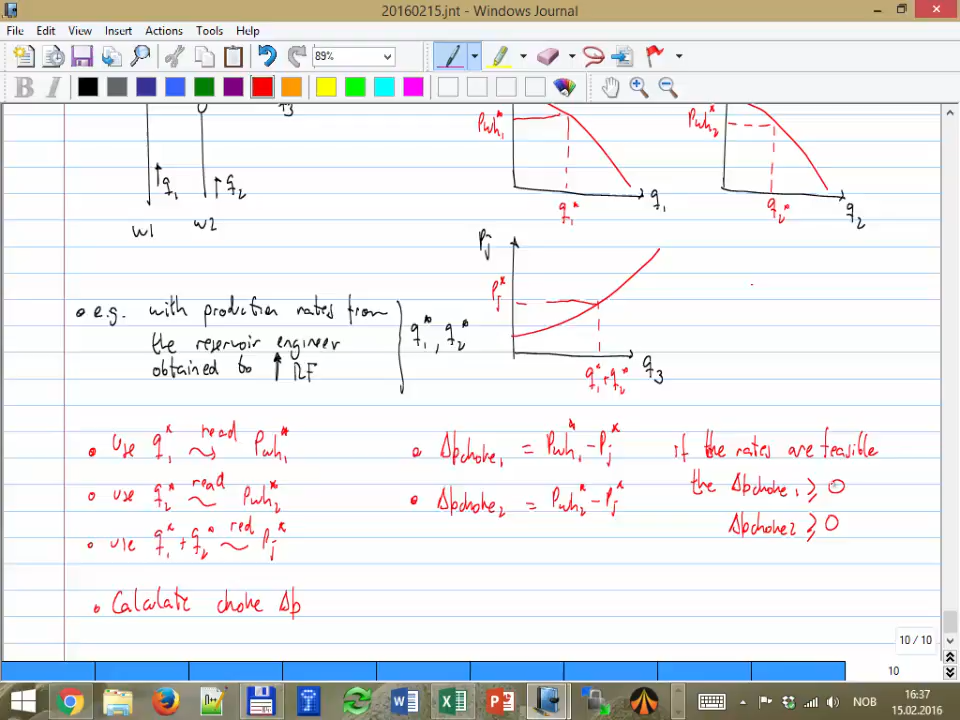 20160215.jnt - Windows Journal
File Edit View Insert Actions Tools Help
89%
B I
q1 q2
w1 w2
Pwh1* q1* q1
Pwh2* q2* q2
Pj Pj* q1*+q2* q3
• e.g. with production rates from
the reservoir engineer
obtained to ↑ RF
q1*, q2*
• use q1* read Pwh1*
• use q2* read Pwh2*
• use q1* + q2* red Pj*
• Calculate choke Δp
• Δpchoke1 = Pwh1* - Pj*
• Δpchoke2 = Pwh2* - Pj*
if the rates are feasible
the Δpchoke1 ≥ 0
Δpchoke2 ≥ 0
10 / 10
10
NOB
16:37
15.02.2016